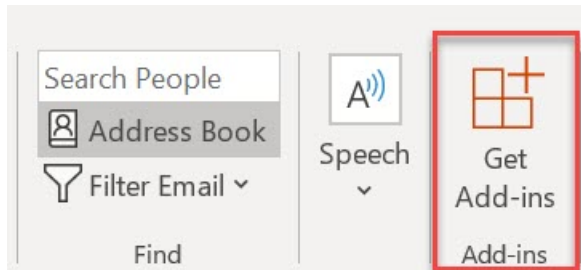 Search People
Address Book
Filter Email
Find
A
Speech
Get
Add-ins
Add-ins